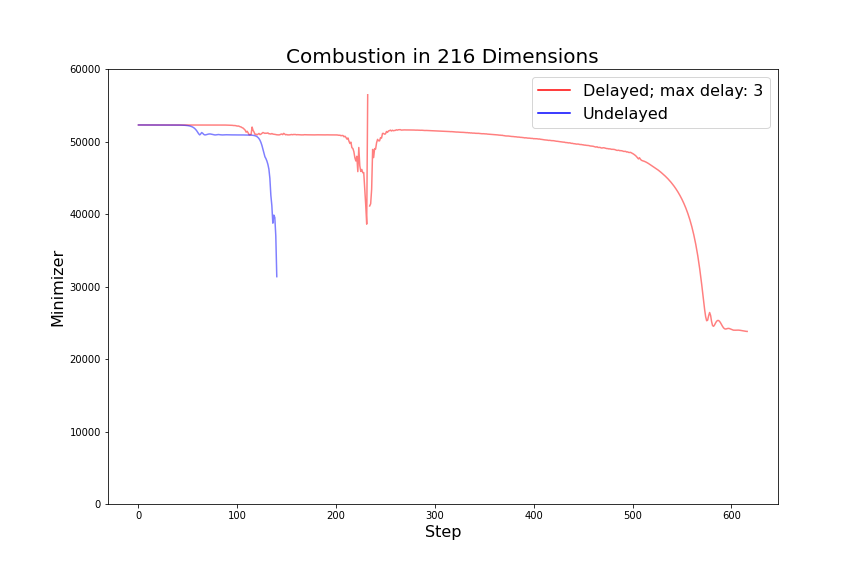 Combustion in 216 Dimensions
60000
50000
40000
30000
20000
10000
0
Minimizer
Delayed; max delay: 3
Undelayed
0 100 200 300 400 500 600
Step